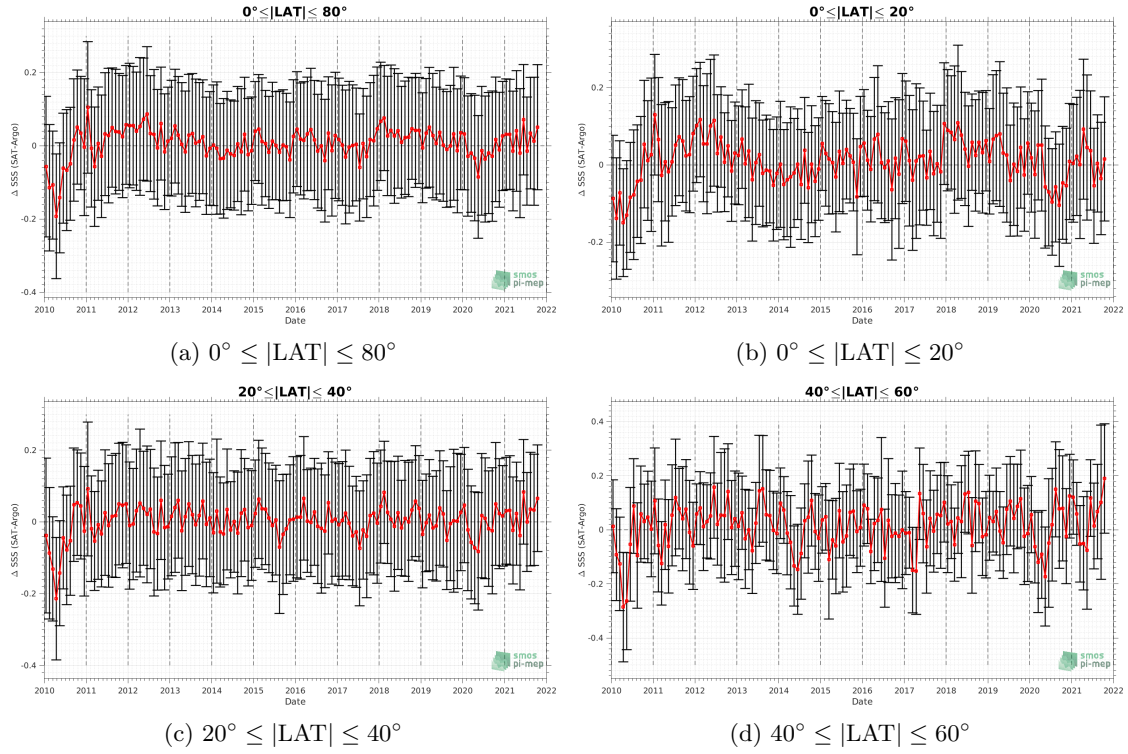 0°≤|LAT|≤ 80°
Δ SSS (SAT-Argo)
0.2
0
-0.2
-0.4
2010 2011 2012 2013 2014 2015 2016 2017 2018 2019 2020 2021 2022
Date
smos
pi-mep
(a) 0° ≤ |LAT| ≤ 80°
0°≤|LAT|≤ 20°
Δ SSS (SAT-Argo)
0.2
0
-0.2
2010 2011 2012 2013 2014 2015 2016 2017 2018 2019 2020 2021 2022
Date
smos
pi-mep
(b) 0° ≤ |LAT| ≤ 20°
20°≤|LAT|≤ 40°
Δ SSS (SAT-Argo)
0.2
0
-0.2
-0.4
2010 2011 2012 2013 2014 2015 2016 2017 2018 2019 2020 2021 2022
Date
smos
pi-mep
(c) 20° ≤ |LAT| ≤ 40°
40°≤|LAT|≤ 60°
Δ SSS (SAT-Argo)
0.4
0.2
0
-0.2
-0.4
2010 2011 2012 2013 2014 2015 2016 2017 2018 2019 2020 2021 2022
Date
smos
pi-mep
(d) 40° ≤ |LAT| ≤ 60°